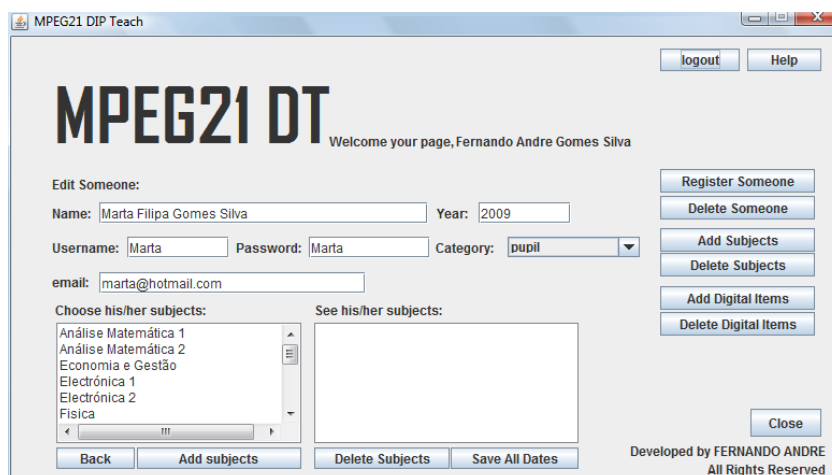 MPEG21 DIP Teach
logout Help
MPEG21 DT
Welcome your page, Fernando Andre Gomes Silva
Edit Someone:
Register Someone
Name: Marta Filipa Gomes Silva Year: 2009
Delete Someone
Username: Marta Password: Marta Category: pupil
Add Subjects
Delete Subjects
email: marta@hotmail.com
Add Digital Items
Delete Digital Items
Choose his/her subjects: See his/her subjects:
Análise Matemática 1
Análise Matemática 2
Economia e Gestão
Electrónica 1
Electrónica 2
Fisica
Close
Back Add subjects Delete Subjects Save All Dates
Developed by FERNANDO ANDRE
All Rights Reserved